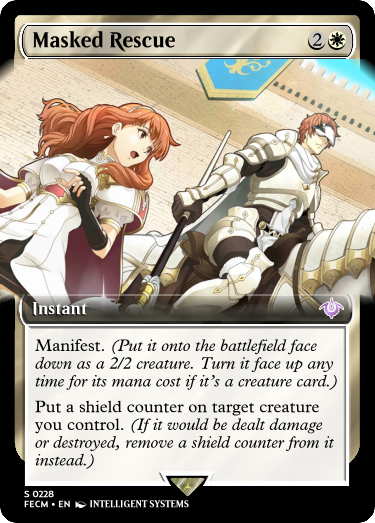 Masked Rescue 2
Instant
Manifest. (Put it onto the battlefield face
down as a 2/2 creature. Turn it face up any
time for its mana cost if it's a creature card.)
Put a shield counter on target creature
you control. (If it would be dealt damage
or destroyed, remove a shield counter from it
instead.)
S 0228
FECM • EN INTELLIGENT SYSTEMS